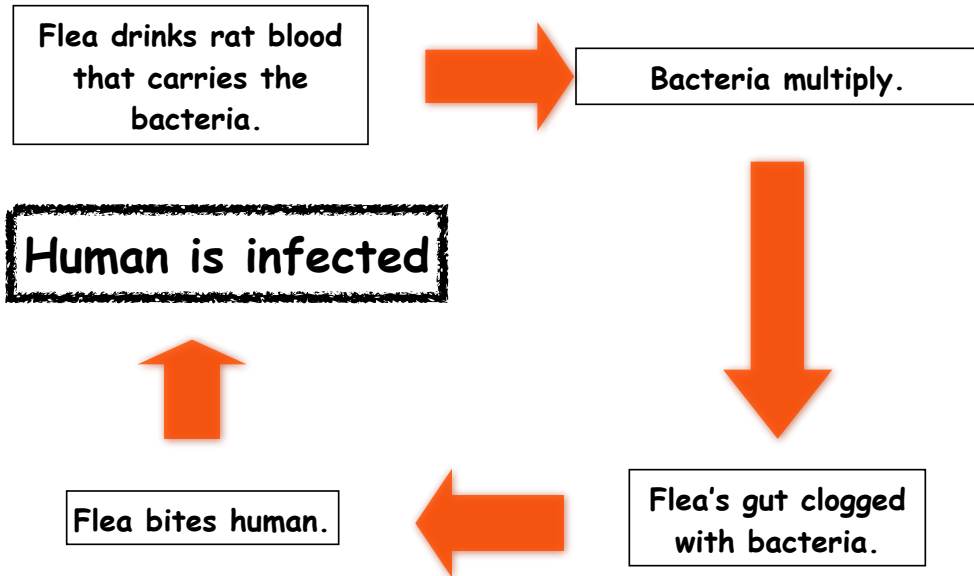 Flea drinks rat blood
that carries the
bacteria.
Bacteria multiply.
Human is infected
Flea bites human.
Flea's gut clogged
with bacteria.